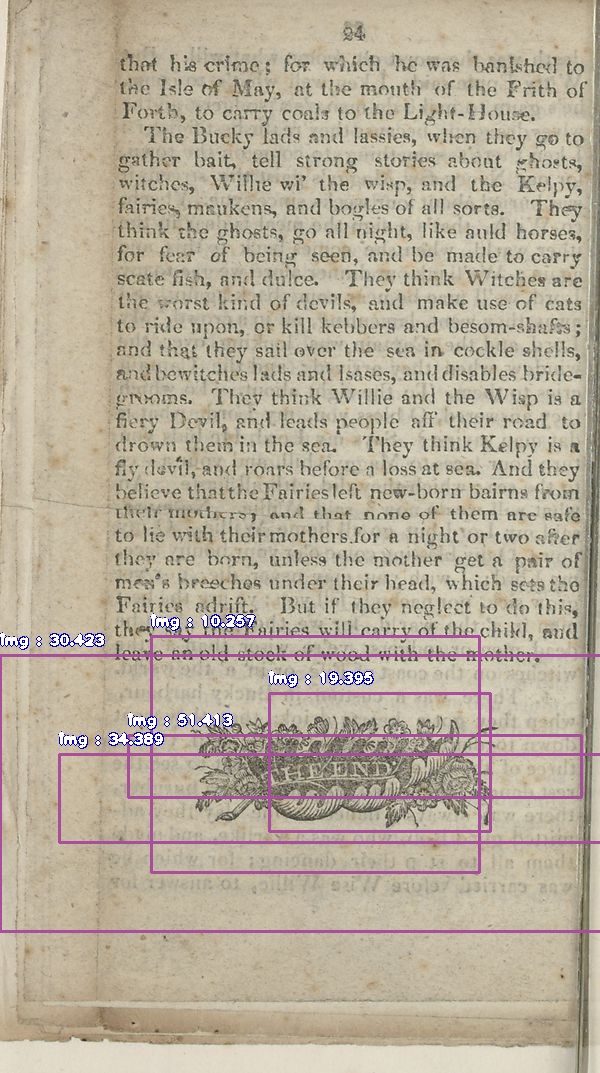 24
that his crime; for which he was banished to
the Isle of May, at the mouth of the Frith of
Forth, to carry coals to the Light-House.
The Bucky lads and lassies, when they go to
gather bait, tell strong stories about ghosts,
witches, Willie wi' the wisp, and the Kelpy,
fairies, maukens, and bogles of all sorts. They
think the ghosts, go all night, like auld horses,
for fear of being seen, and be made to carry
scate fish, and dulce. They think Witches are
the worst kind of devils, and make use of cats
to ride upon, or kill kebbers and besom-shafts;
and that they sail over the sea in cockle shells,
and bewitches lads and lsases, and disables bride-
grooms. They think Willie and the Wisp is a
fiery Devil, and leads people aff their road to
drown them in the sea. They think Kelpy is a
fly devil, and roars before a loss at sea. And they
believe that the Fairies left new-born bairns from
their mothers; and that none of them are safe
to lie with their mothers for a night or two after
they are born, unless the mother get a pair of
men's breeches under their head, which sets the
Fairies adrift. But if they neglect to do this,
they say the Fairies will carry of the child, and
leave an old stock of wood with the mother.
img : 30.423
img : 10.257
img : 19.395
img : 51.413
img : 34.389
THE END